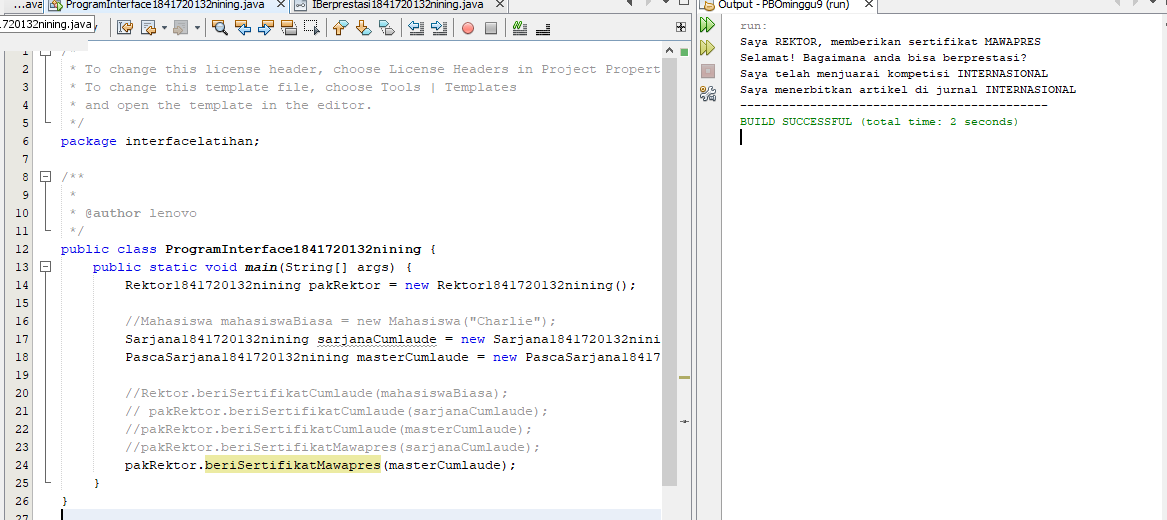 ...ava
ProgramInterface1841720132nining.java
IBerprestasi1841720132nining.java
1720132nining.java
1 /*
2 * To change this license header, choose License Headers in Project Propert
3 * To change this template file, choose Tools | Templates
4 * and open the template in the editor.
5 */
6 package interfacelatihan;
7
8 /**
9 *
10 * @author lenovo
11 */
12 public class ProgramInterface1841720132nining {
13 public static void main(String[] args) {
14 Rektor1841720132nining pakRektor = new Rektor1841720132nining();
15
16 //Mahasiswa mahasiswaBiasa = new Mahasiswa("Charlie");
17 Sarjana1841720132nining sarjanaCumlaude = new Sarjana1841720132nini
18 PascaSarjana1841720132nining masterCumlaude = new PascaSarjana18417
19
20 //Rektor.beriSertifikatCumlaude(mahasiswaBiasa);
21 // pakRektor.beriSertifikatCumlaude(sarjanaCumlaude);
22 //pakRektor.beriSertifikatCumlaude(masterCumlaude);
23 //pakRektor.beriSertifikatMawapres(sarjanaCumlaude);
24 pakRektor.beriSertifikatMawapres(masterCumlaude);
25 }
26 }
27
Output - PBOminggu9 (run)
run:
Saya REKTOR, memberikan sertifikat MAWAPRES
Selamat! Bagaimana anda bisa berprestasi?
Saya telah menjuarai kompetisi INTERNASIONAL
Saya menerbitkan artikel di jurnal INTERNASIONAL
-----------------------------------------
BUILD SUCCESSFUL (total time: 2 seconds)